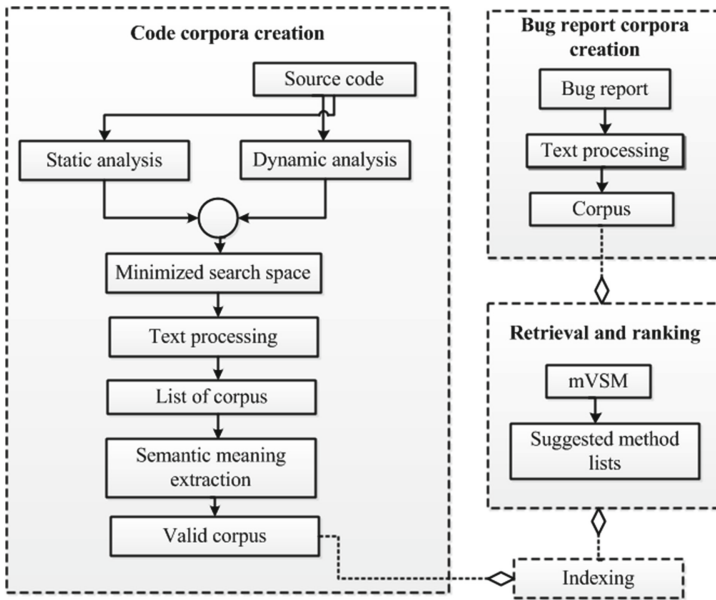 Code corpora creation
Source code
Static analysis
Dynamic analysis
Minimized search space
Text processing
List of corpus
Semantic meaning
extraction
Valid corpus
Bug report corpora
creation
Bug report
Text processing
Corpus
Retrieval and ranking
mVSM
Suggested method
lists
Indexing